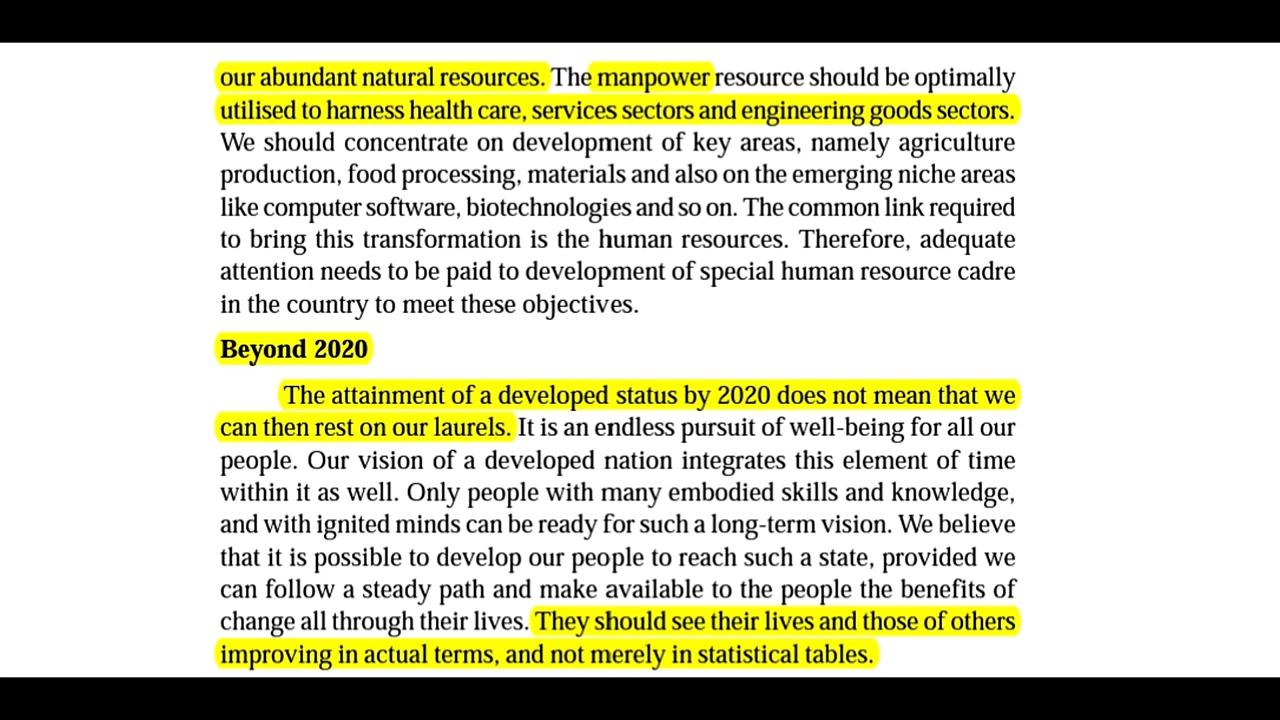 our abundant natural resources. The manpower resource should be optimally
utilised to harness health care, services sectors and engineering goods sectors.
We should concentrate on development of key areas, namely agriculture
production, food processing, materials and also on the emerging niche areas
like computer software, biotechnologies and so on. The common link required
to bring this transformation is the human resources. Therefore, adequate
attention needs to be paid to development of special human resource cadre
in the country to meet these objectives.
Beyond 2020
The attainment of a developed status by 2020 does not mean that we
can then rest on our laurels. It is an endless pursuit of well-being for all our
people. Our vision of a developed nation integrates this element of time
within it as well. Only people with many embodied skills and knowledge,
and with ignited minds can be ready for such a long-term vision. We believe
that it is possible to develop our people to reach such a state, provided we
can follow a steady path and make available to the people the benefits of
change all through their lives. They should see their lives and those of others
improving in actual terms, and not merely in statistical tables.